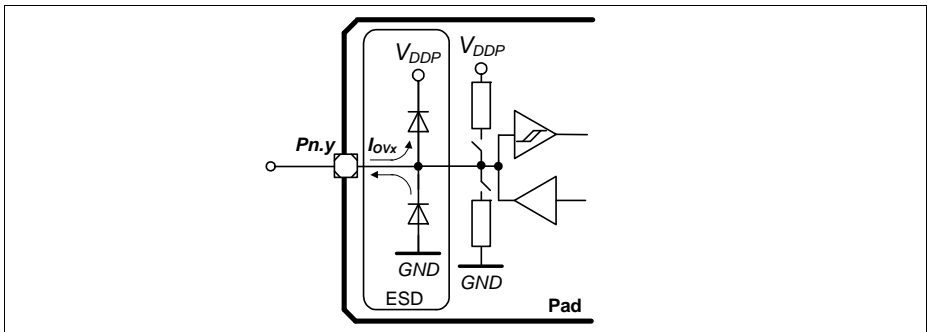 VDDP
VDDP
Pn.y
IOVx
GND
GND
ESD
Pad